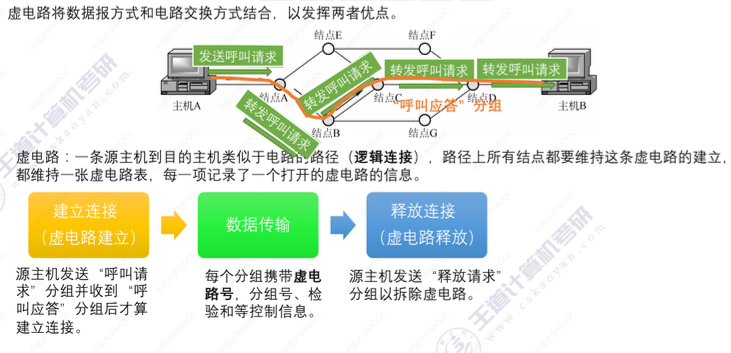 虚电路将数据报方式和电路交换方式结合，以发挥两者优点。
结点E
结点F
发送呼叫请求
转发呼叫请求
转发呼叫请求
转发呼叫请求
主机A
结点A
转发呼叫请求
结点C
“呼叫应答”分组
结点D
主机B
结点B
结点G
虚电路：一条源主机到目的主机类似于电路的路径（逻辑连接），路径上所有结点都要维持这条虚电路的建立，
都维持一张虚电路表，每一项记录了一个打开的虚电路的信息。
建立连接
（虚电路建立）
数据传输
释放连接
（虚电路释放）
源主机发送“呼叫请
求”分组并收到“呼
叫应答”分组后才算
建立连接。
每个分组携带虚电
路号，分组号、检
验和等控制信息。
源主机发送“释放请求”
分组以拆除虚电路。
王道计算机考研
www.cskaoyan.com
王道计算机考研
www.cskaoyan.com